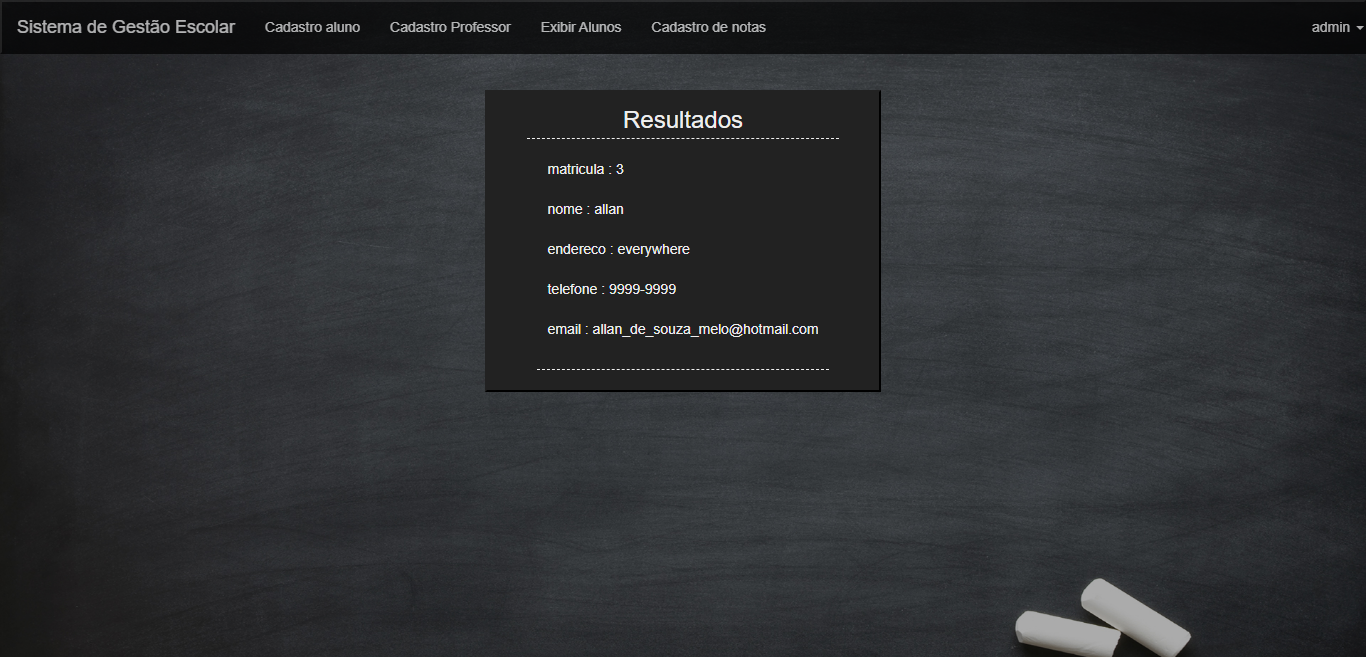 Sistema de Gestão Escolar Cadastro aluno Cadastro Professor Exibir Alunos Cadastro de notas admin
Resultados
matricula : 3
nome : allan
endereco : everywhere
telefone : 9999-9999
email : allan_de_souza_melo@hotmail.com